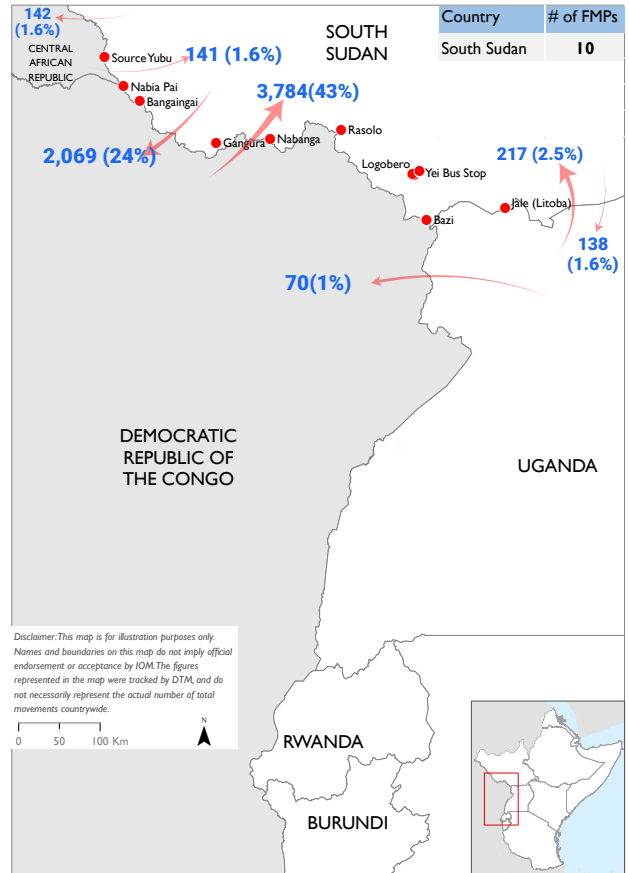 142
(1.6%)
CENTRAL
AFRICAN
REPUBLIC
Source Yubu
141 (1.6%)
SOUTH
SUDAN
Country # of FMPs
South Sudan 10
Nabia Pai
Bangaingai
3,784(43%)
2,069 (24%)
Gangura
Nabanga
Rasolo
Logobero
Yei Bus Stop
217 (2.5%)
Jale (Litoba)
Bazi
138
(1.6%)
70(1%)
DEMOCRATIC
REPUBLIC OF
THE CONGO
UGANDA
Disclaimer: This map is for illustration purposes only.
Names and boundaries on this map do not imply official
endorsement or acceptance by IOM. The figures
represented in the map were tracked by DTM, and do
not necessarily represent the actual number of total
movements countrywide.
0 50 100 Km
N
RWANDA
BURUNDI